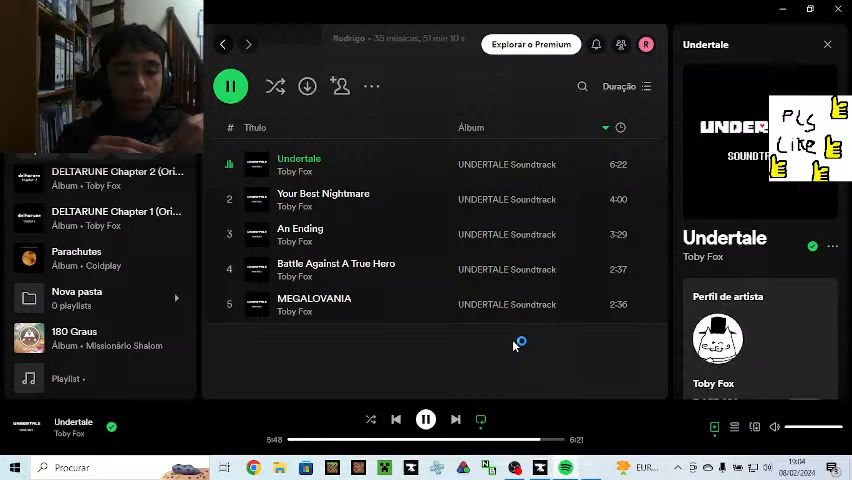 Rodrigo - 35 músicas, 51 min 10 s
Explorar o Premium
R
Undertale
Duração
# Título Álbum
Undertale
Toby Fox
UNDERTALE Soundtrack 6:22
2 Your Best Nightmare
Toby Fox
UNDERTALE Soundtrack 4:00
3 An Ending
Toby Fox
UNDERTALE Soundtrack 3:29
4 Battle Against A True Hero
Toby Fox
UNDERTALE Soundtrack 2:37
5 MEGALOVANIA
Toby Fox
UNDERTALE Soundtrack 2:36
DELTARUNE Chapter 2 (Ori...
Álbum • Toby Fox
DELTARUNE Chapter 1 (Ori...
Álbum • Toby Fox
Parachutes
Álbum • Coldplay
Nova pasta
0 playlists
180 Graus
Álbum • Missionário Shalom
Playlist •
PLS
LIKE
Undertale
Toby Fox
Perfil de artista
Toby Fox
Undertale
Toby Fox
5:48 6:21
Procurar
EUR...
19:04
08/02/2024